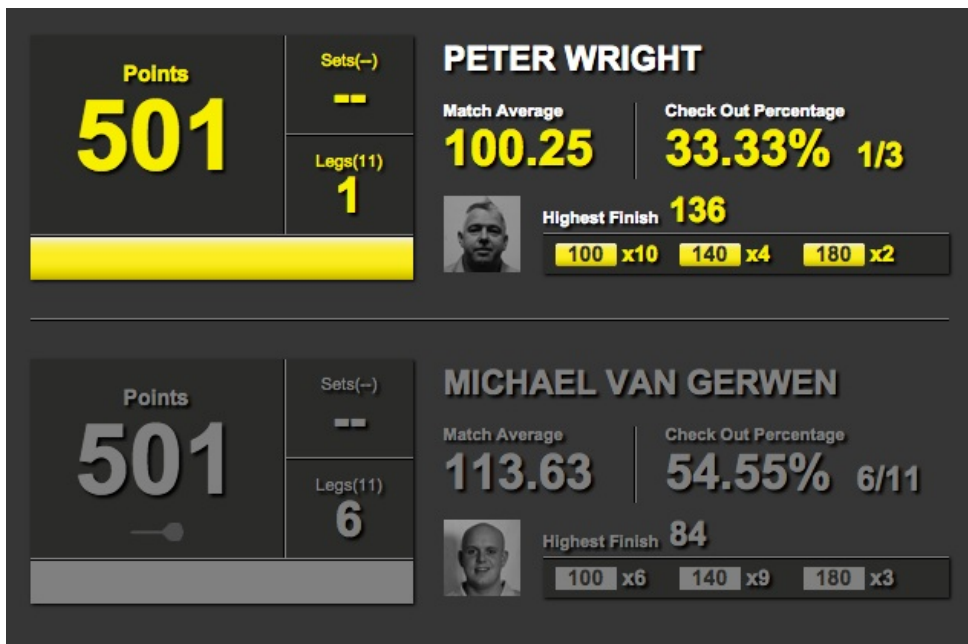 Points
501
Sets(--)
--
Legs(11)
1
PETER WRIGHT
Match Average
100.25
Check Out Percentage
33.33% 1/3
Highest Finish 136
100 x10 140 x4 180 x2
Points
501
Sets(--)
--
Legs(11)
6
MICHAEL VAN GERWEN
Match Average
113.63
Check Out Percentage
54.55% 6/11
Highest Finish 84
100 x6 140 x9 180 x3